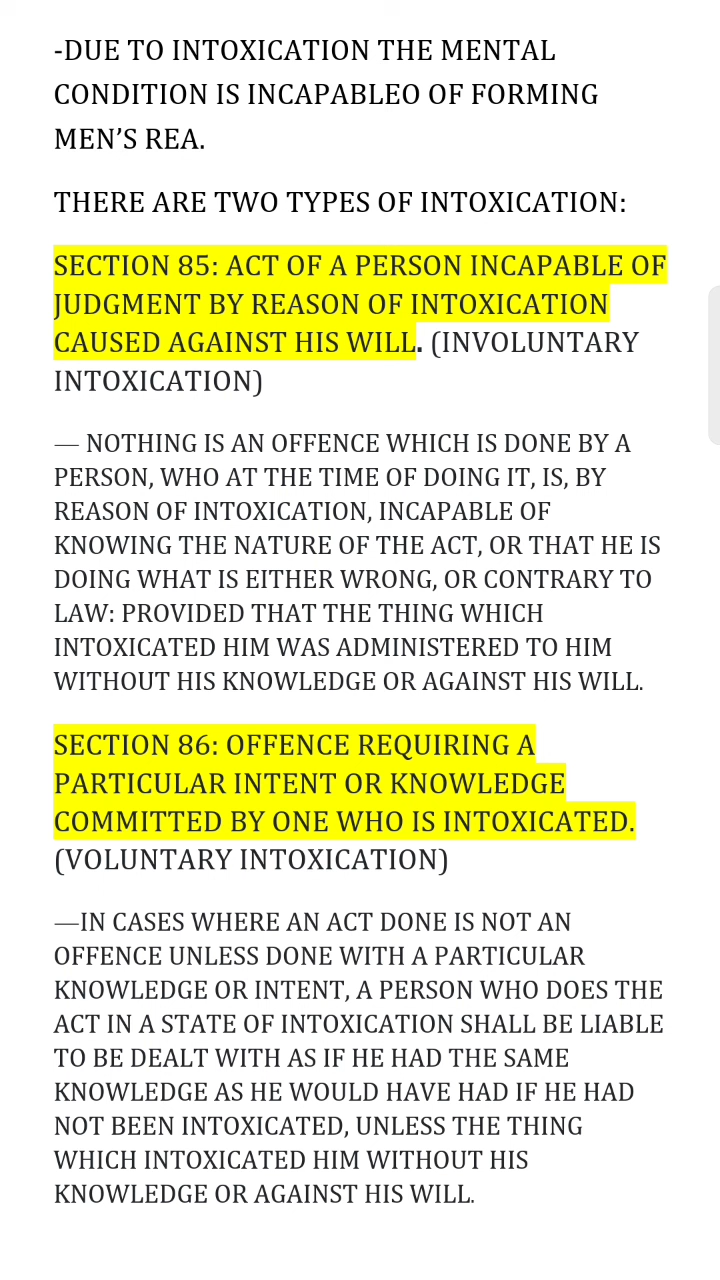 -DUE TO INTOXICATION THE MENTAL
CONDITION IS INCAPABLEO OF FORMING
MEN’S REA.
THERE ARE TWO TYPES OF INTOXICATION:
SECTION 85: ACT OF A PERSON INCAPABLE OF
JUDGMENT BY REASON OF INTOXICATION
CAUSED AGAINST HIS WILL. (INVOLUNTARY
INTOXICATION)
— NOTHING IS AN OFFENCE WHICH IS DONE BY A
PERSON, WHO AT THE TIME OF DOING IT, IS, BY
REASON OF INTOXICATION, INCAPABLE OF
KNOWING THE NATURE OF THE ACT, OR THAT HE IS
DOING WHAT IS EITHER WRONG, OR CONTRARY TO
LAW: PROVIDED THAT THE THING WHICH
INTOXICATED HIM WAS ADMINISTERED TO HIM
WITHOUT HIS KNOWLEDGE OR AGAINST HIS WILL.
SECTION 86: OFFENCE REQUIRING A
PARTICULAR INTENT OR KNOWLEDGE
COMMITTED BY ONE WHO IS INTOXICATED.
(VOLUNTARY INTOXICATION)
—IN CASES WHERE AN ACT DONE IS NOT AN
OFFENCE UNLESS DONE WITH A PARTICULAR
KNOWLEDGE OR INTENT, A PERSON WHO DOES THE
ACT IN A STATE OF INTOXICATION SHALL BE LIABLE
TO BE DEALT WITH AS IF HE HAD THE SAME
KNOWLEDGE AS HE WOULD HAVE HAD IF HE HAD
NOT BEEN INTOXICATED, UNLESS THE THING
WHICH INTOXICATED HIM WITHOUT HIS
KNOWLEDGE OR AGAINST HIS WILL.